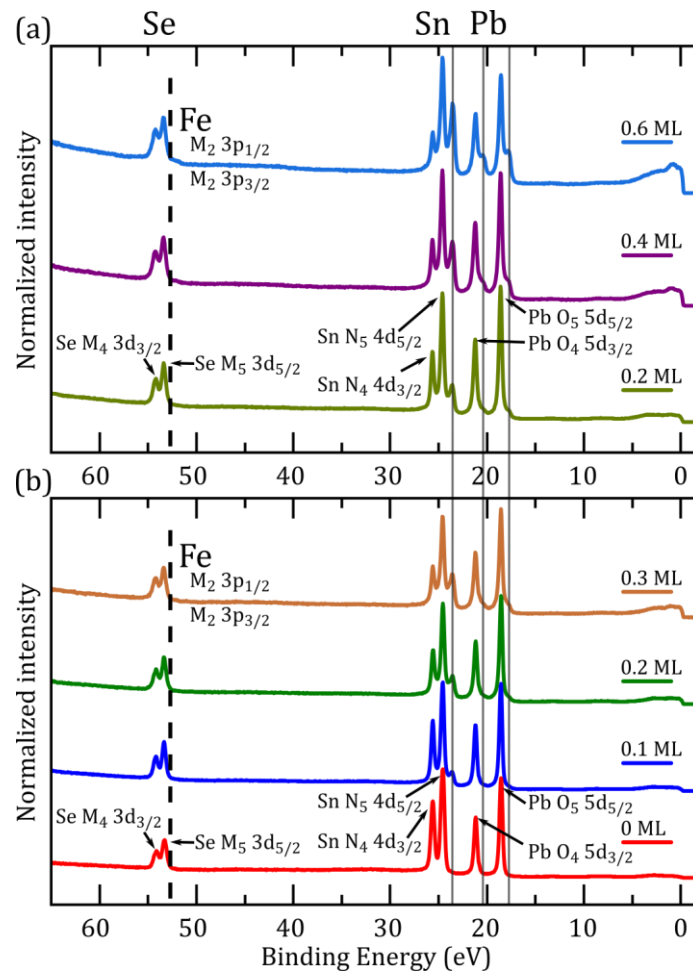 (a) Se Sn Pb
Fe
M₂ 3p₁/₂
M₂ 3p₃/₂
0.6 ML
0.4 ML
0.2 ML
Se M₄ 3d₃/₂
Se M₅ 3d₅/₂
Sn N₅ 4d₅/₂
Sn N₄ 4d₃/₂
Pb O₅ 5d₅/₂
Pb O₄ 5d₃/₂
Normalized intensity
60 50 40 30 20 10 0
(b)
Fe
M₂ 3p₁/₂
M₂ 3p₃/₂
0.3 ML
0.2 ML
0.1 ML
0 ML
Se M₄ 3d₃/₂
Se M₅ 3d₅/₂
Sn N₅ 4d₅/₂
Sn N₄ 4d₃/₂
Pb O₅ 5d₅/₂
Pb O₄ 5d₃/₂
Normalized intensity
60 50 40 30 20 10 0
Binding Energy (eV)